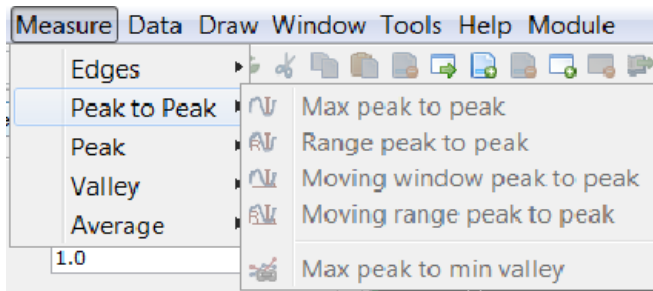 Measure Data Draw Window Tools Help Module
Edges
Peak to Peak
Peak
Valley
Average
Max peak to peak
Range peak to peak
Moving window peak to peak
Moving range peak to peak
Max peak to min valley
1.0